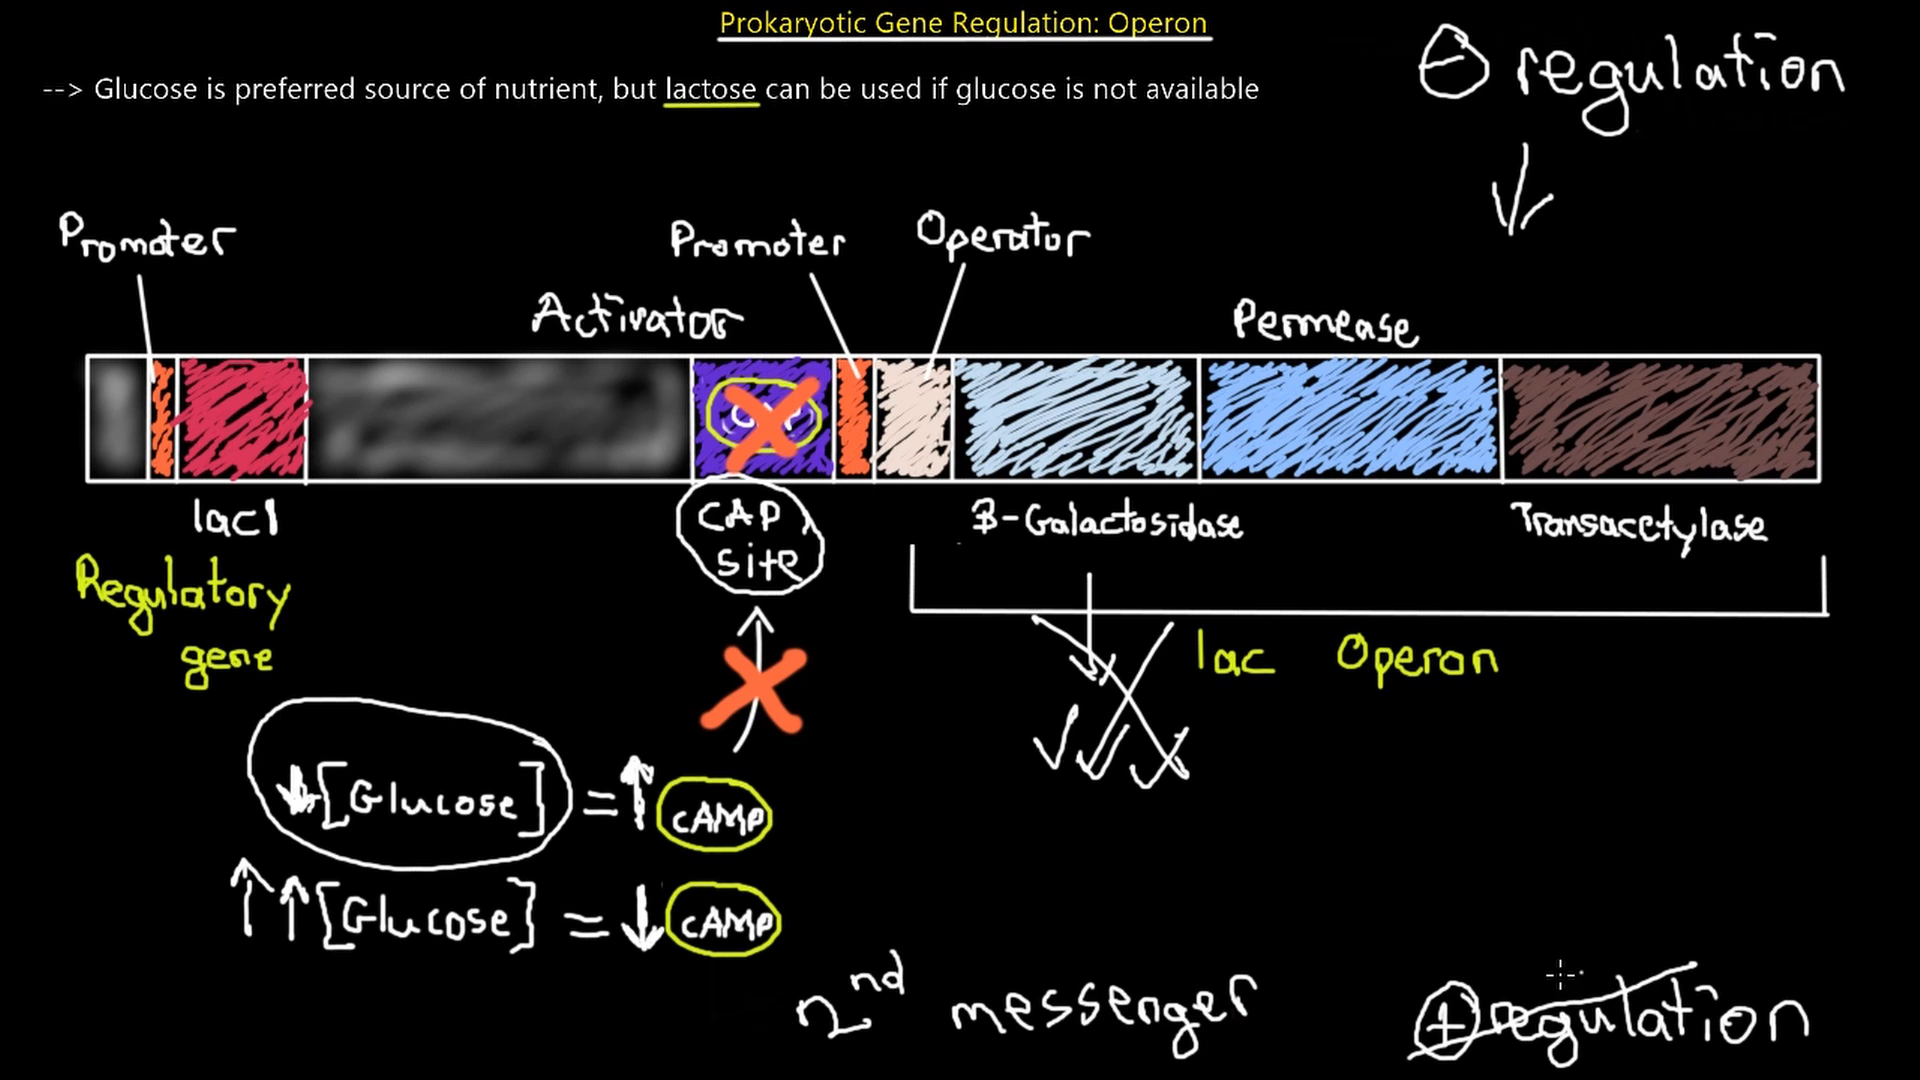 Prokaryotic Gene Regulation: Operon
⊖ regulation
--> Glucose is preferred source of nutrient, but lactose can be used if glucose is not available
Promoter
Promoter
Operator
Activator
Permease
lacI
CAP
site
B-Galactosidase
Transacetylase
Regulatory
gene
lac Operon
↓[Glucose] = ↑ cAMP
↑↑[Glucose] = ↓ cAMP
2nd messenger
⊕ regulation